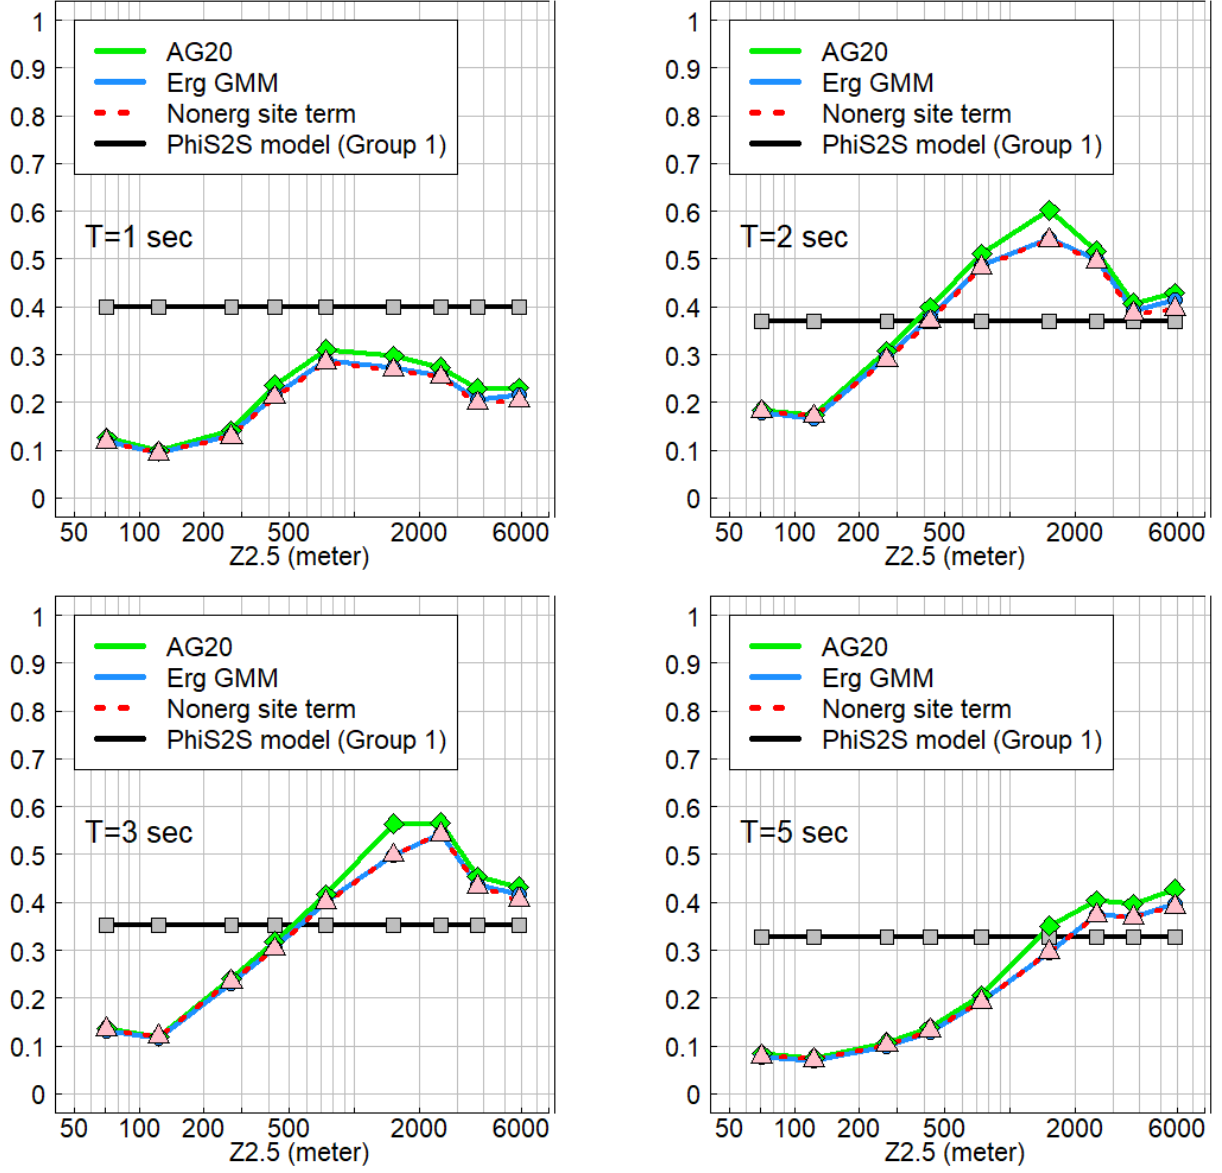 1
0.9
0.8
0.7
0.6
0.5
0.4
0.3
0.2
0.1
0
AG20
Erg GMM
Nonerg site term
PhiS2S model (Group 1)
T=1 sec
50 100 200 500 2000 6000
Z2.5 (meter)
1
0.9
0.8
0.7
0.6
0.5
0.4
0.3
0.2
0.1
0
AG20
Erg GMM
Nonerg site term
PhiS2S model (Group 1)
T=2 sec
50 100 200 500 2000 6000
Z2.5 (meter)
1
0.9
0.8
0.7
0.6
0.5
0.4
0.3
0.2
0.1
0
AG20
Erg GMM
Nonerg site term
PhiS2S model (Group 1)
T=3 sec
50 100 200 500 2000 6000
Z2.5 (meter)
1
0.9
0.8
0.7
0.6
0.5
0.4
0.3
0.2
0.1
0
AG20
Erg GMM
Nonerg site term
PhiS2S model (Group 1)
T=5 sec
50 100 200 500 2000 6000
Z2.5 (meter)